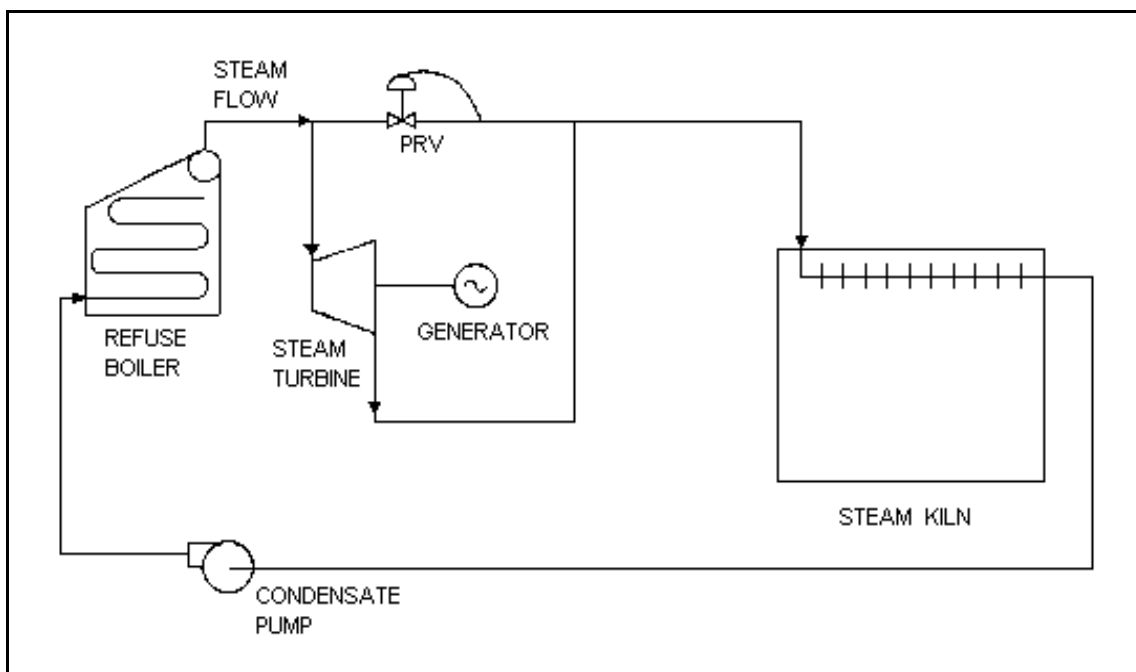 STEAM
FLOW
PRV
REFUSE
BOILER
STEAM
TURBINE
GENERATOR
STEAM KILN
CONDENSATE
PUMP